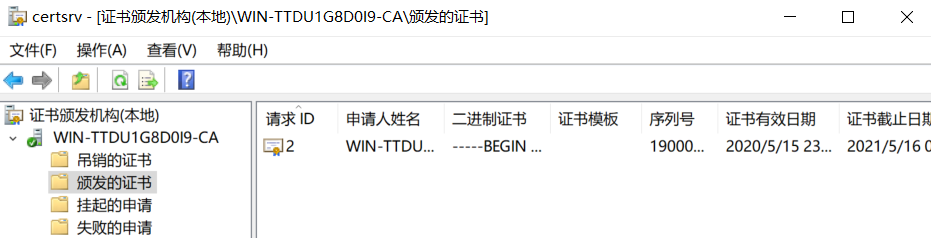 certsrv - [证书颁发机构(本地)\WIN-TTDU1G8D0I9-CA\颁发的证书]
文件(F) 操作(A) 查看(V) 帮助(H)
证书颁发机构(本地)
WIN-TTDU1G8D0I9-CA
吊销的证书
颁发的证书
挂起的申请
失败的申请
请求 ID 申请人姓名 二进制证书 证书模板 序列号 证书有效日期 证书截止日期
2 WIN-TTDU... -----BEGIN ... 19000... 2020/5/15 23... 2021/5/16 0